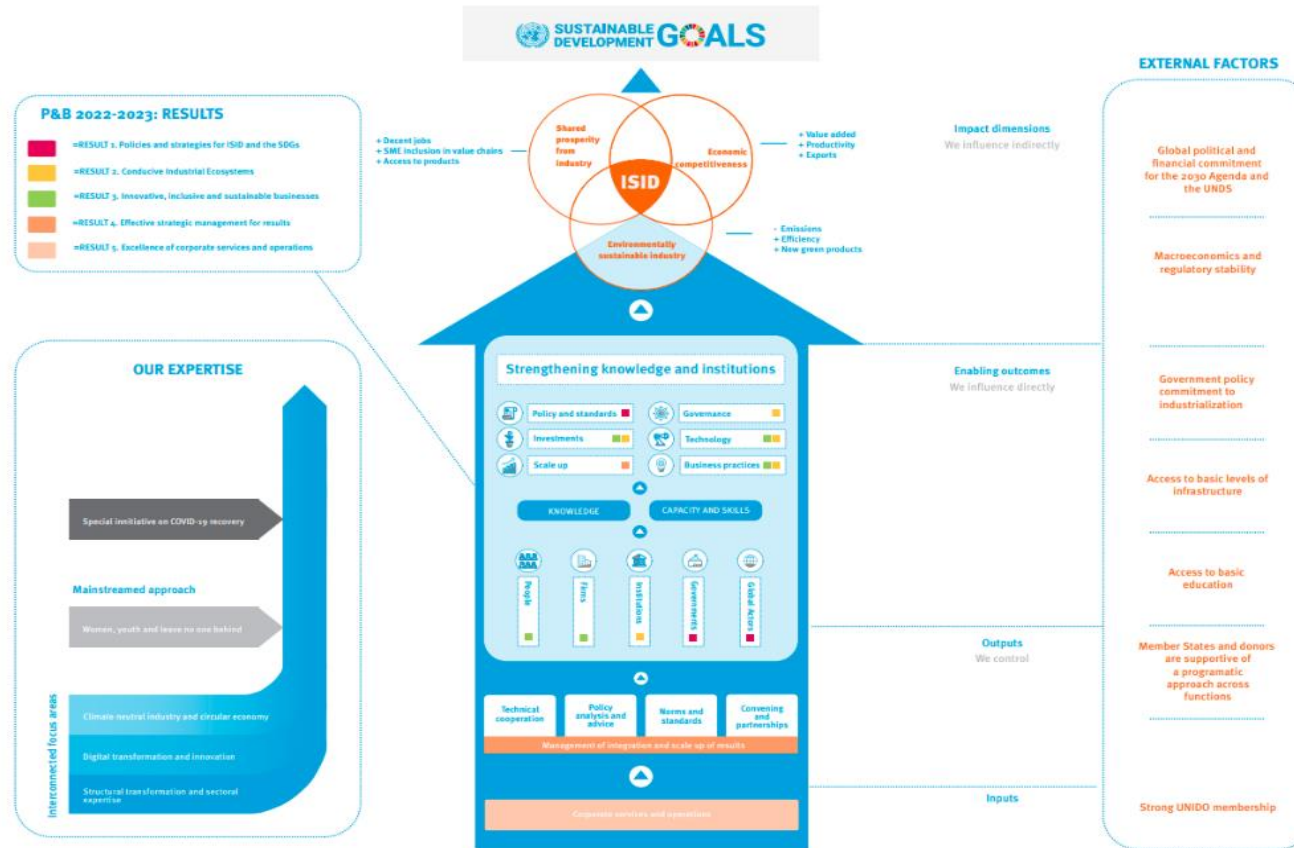 SUSTAINABLE
DEVELOPMENT
GOALS
P&B 2022-2023: RESULTS
=RESULT 1. Policies and strategies for ISID and the SDGs
=RESULT 2. Conducive Industrial Ecosystems
=RESULT 3. Innovative, inclusive and sustainable businesses
=RESULT 4. Effective strategic management for results
=RESULT 5. Excellence of corporate services and operations
+ Decent jobs
+ SME inclusion in value chains
+ Access to products
Shared
prosperity
from
industry
Economic
competitiveness
ISID
Environmentally
sustainable industry
+ Value added
+ Productivity
+ Exports
- Emissions
+ Efficiency
+ New green products
OUR EXPERTISE
Special innitiative on COVID-19 recovery
Mainstreamed approach
Women, youth and leave no one behind
Interconnected focus areas
Climate neutral industry and circular economy
Digital transformation and innovation
Structural transformation and sectoral
expertise
Strengthening knowledge and institutions
Policy and standards
Governance
Investments
Technology
Scale up
Business practices
KNOWLEDGE
CAPACITY AND SKILLS
People
Firms
Institutions
Governments
Global Actors
Technical
cooperation
Policy
analysis and
advice
Norms and
standards
Convening
and
partnerships
Management of integration and scale up of results
Corporate services and operations
Impact dimensions
We influence indirectly
Enabling outcomes
We influence directly
Outputs
We control
Inputs
EXTERNAL FACTORS
Global political and
financial commitment
for the 2030 Agenda and
the UNDS
Macroeconomics and
regulatory stability
Government policy
commitment to
industrialization
Access to basic levels of
infrastructure
Access to basic
education
Member States and donors
are supportive of
a programatic
approach across
functions
Strong UNIDO membership